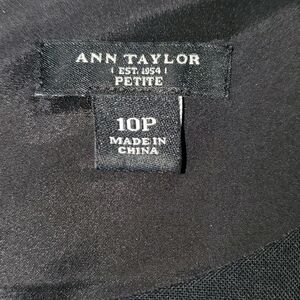 ANN TAYLOR
EST. 1954
PETITE
10P
MADE IN
CHINA